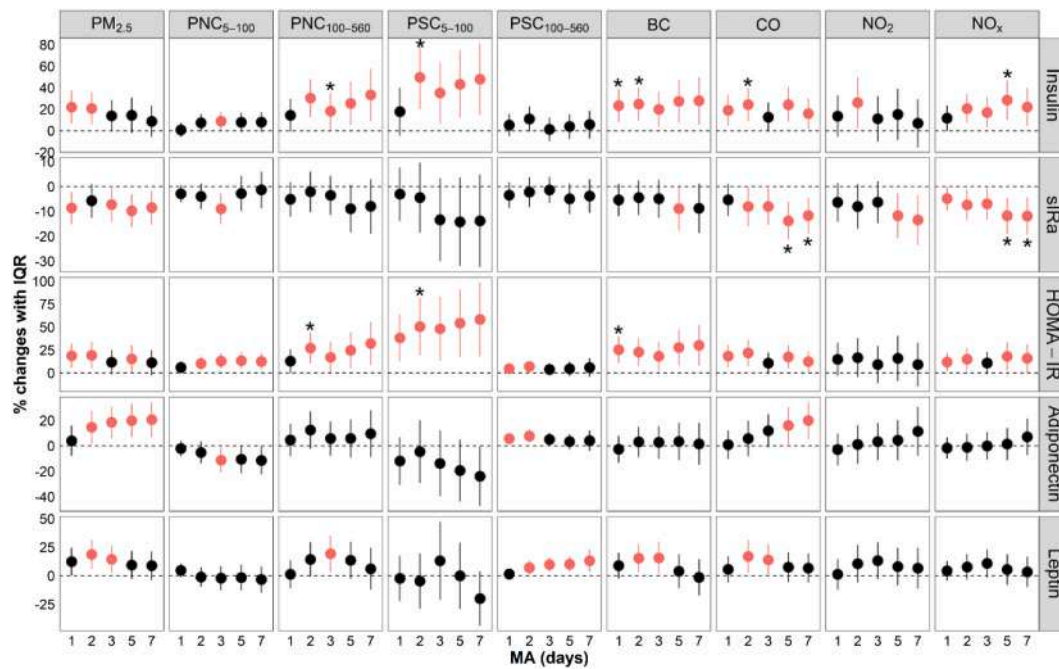 PM2.5 PNC5–100 PNC100–560 PSC5–100 PSC100–560 BC CO NO2 NOx
% changes with IQR
80
60
40
20
0
-20
Insulin
* * * * * *
10
0
-10
-20
-30
sIRa
* * * *
100
75
50
25
0
HOMA – IR
* * *
20
0
-20
-40
Adiponectin
50
25
0
-25
Leptin
1 2 3 5 7 1 2 3 5 7 1 2 3 5 7 1 2 3 5 7 1 2 3 5 7 1 2 3 5 7 1 2 3 5 7 1 2 3 5 7 1 2 3 5 7
MA (days)